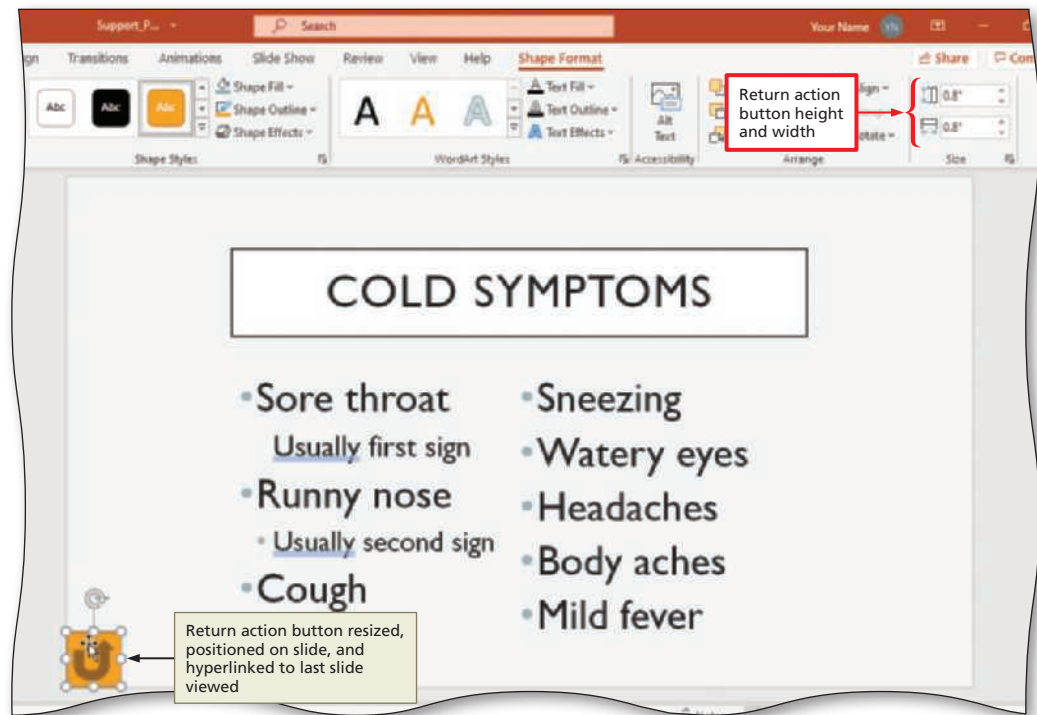 Support_P...
Search
Your Name
YN
Transitions Animations Slide Show Review View Help Shape Format
Share
Com
Abc Abc Abc
Shape Fill
Shape Outline
Shape Effects
Shape Styles
A A A
Text Fill
Text Outline
Text Effects
WordArt Styles
Alt
Text
Accessibility
Return action
button height
and width
Arrange
0.8"
0.8"
Size
COLD SYMPTOMS
•Sore throat
Usually first sign
•Runny nose
•Usually second sign
•Cough
•Sneezing
•Watery eyes
•Headaches
•Body aches
•Mild fever
Return action button resized,
positioned on slide, and
hyperlinked to last slide
viewed